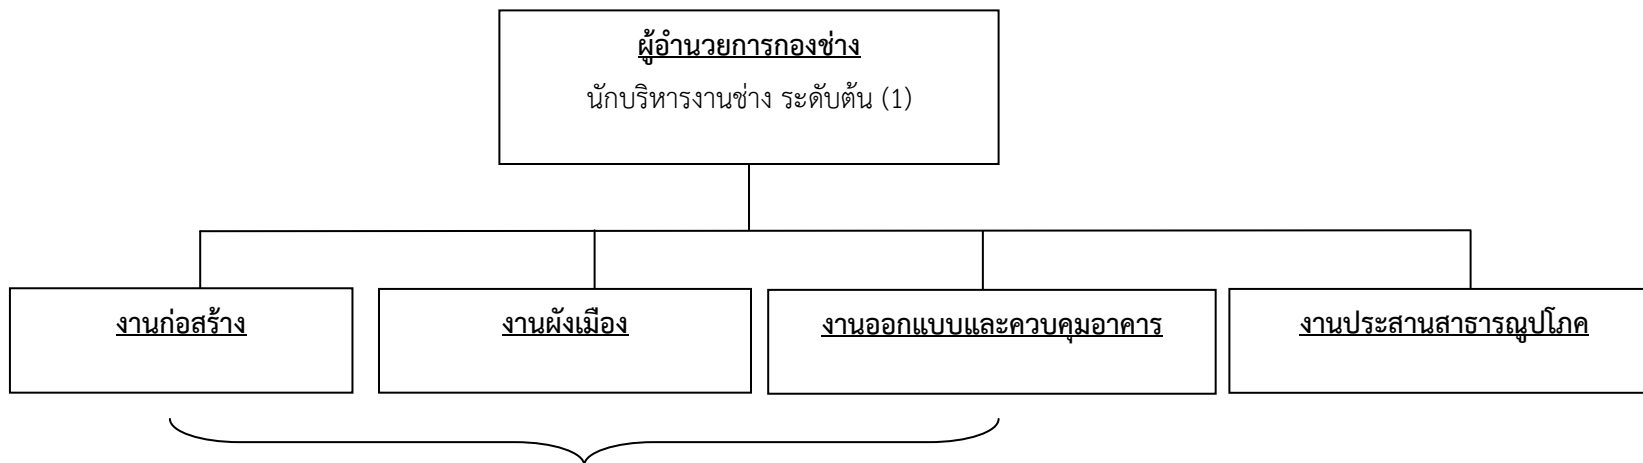 ผู้อำนวยการกองช่าง
นักบริหารงานช่าง ระดับต้น (1)
งานก่อสร้าง
งานผังเมือง
งานออกแบบและควบคุมอาคาร
งานประสานสาธารณูปโภค